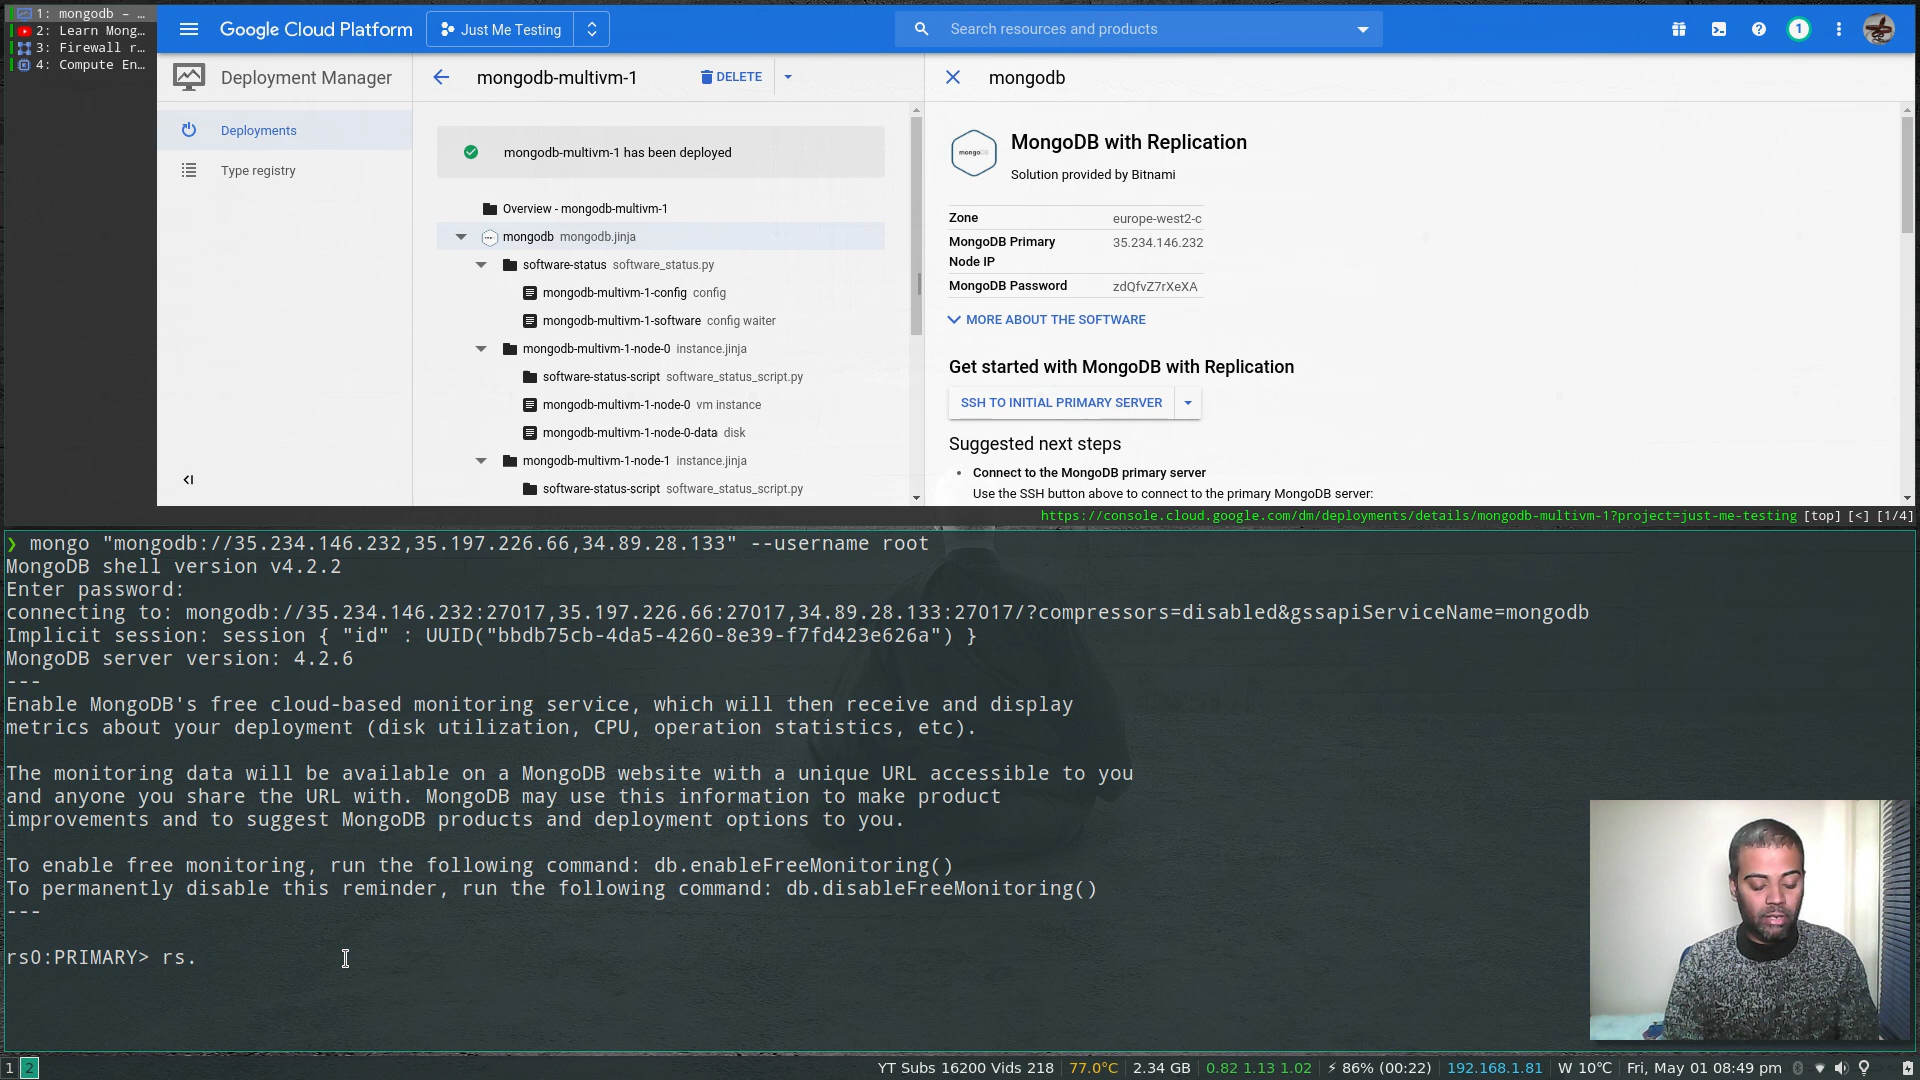 1: mongodb – …
2: Learn Mong…
3: Firewall r…
4: Compute En…
Google Cloud Platform
Just Me Testing
Search resources and products
1
Deployment Manager
mongodb-multivm-1
DELETE
mongodb
Deployments
Type registry
mongodb-multivm-1 has been deployed
Overview - mongodb-multivm-1
mongodb mongodb.jinja
software-status software_status.py
mongodb-multivm-1-config config
mongodb-multivm-1-software config waiter
mongodb-multivm-1-node-0 instance.jinja
software-status-script software_status_script.py
mongodb-multivm-1-node-0 vm instance
mongodb-multivm-1-node-0-data disk
mongodb-multivm-1-node-1 instance.jinja
software-status-script software_status_script.py
mongoDB
MongoDB with Replication
Solution provided by Bitnami
Zone europe-west2-c
MongoDB Primary Node IP 35.234.146.232
MongoDB Password zdQfvZ7rXeXA
MORE ABOUT THE SOFTWARE
Get started with MongoDB with Replication
SSH TO INITIAL PRIMARY SERVER
Suggested next steps
• Connect to the MongoDB primary server
Use the SSH button above to connect to the primary MongoDB server:
https://console.cloud.google.com/dm/deployments/details/mongodb-multivm-1?project=just-me-testing [top] [<] [1/4]
❯ mongo "mongodb://35.234.146.232,35.197.226.66,34.89.28.133" --username root
MongoDB shell version v4.2.2
Enter password:
connecting to: mongodb://35.234.146.232:27017,35.197.226.66:27017,34.89.28.133:27017/?compressors=disabled&gssapiServiceName=mongodb
Implicit session: session { "id" : UUID("bbdb75cb-4da5-4260-8e39-f7fd423e626a") }
MongoDB server version: 4.2.6
---
Enable MongoDB's free cloud-based monitoring service, which will then receive and display
metrics about your deployment (disk utilization, CPU, operation statistics, etc).
The monitoring data will be available on a MongoDB website with a unique URL accessible to you
and anyone you share the URL with. MongoDB may use this information to make product
improvements and to suggest MongoDB products and deployment options to you.
To enable free monitoring, run the following command: db.enableFreeMonitoring()
To permanently disable this reminder, run the following command: db.disableFreeMonitoring()
---
rs0:PRIMARY> rs.
1 2
YT Subs 16200 Vids 218 77.0°C 2.34 GB 0.82 1.13 1.02 ⚡ 86% (00:22) 192.168.1.81 W 10°C Fri, May 01 08:49 pm